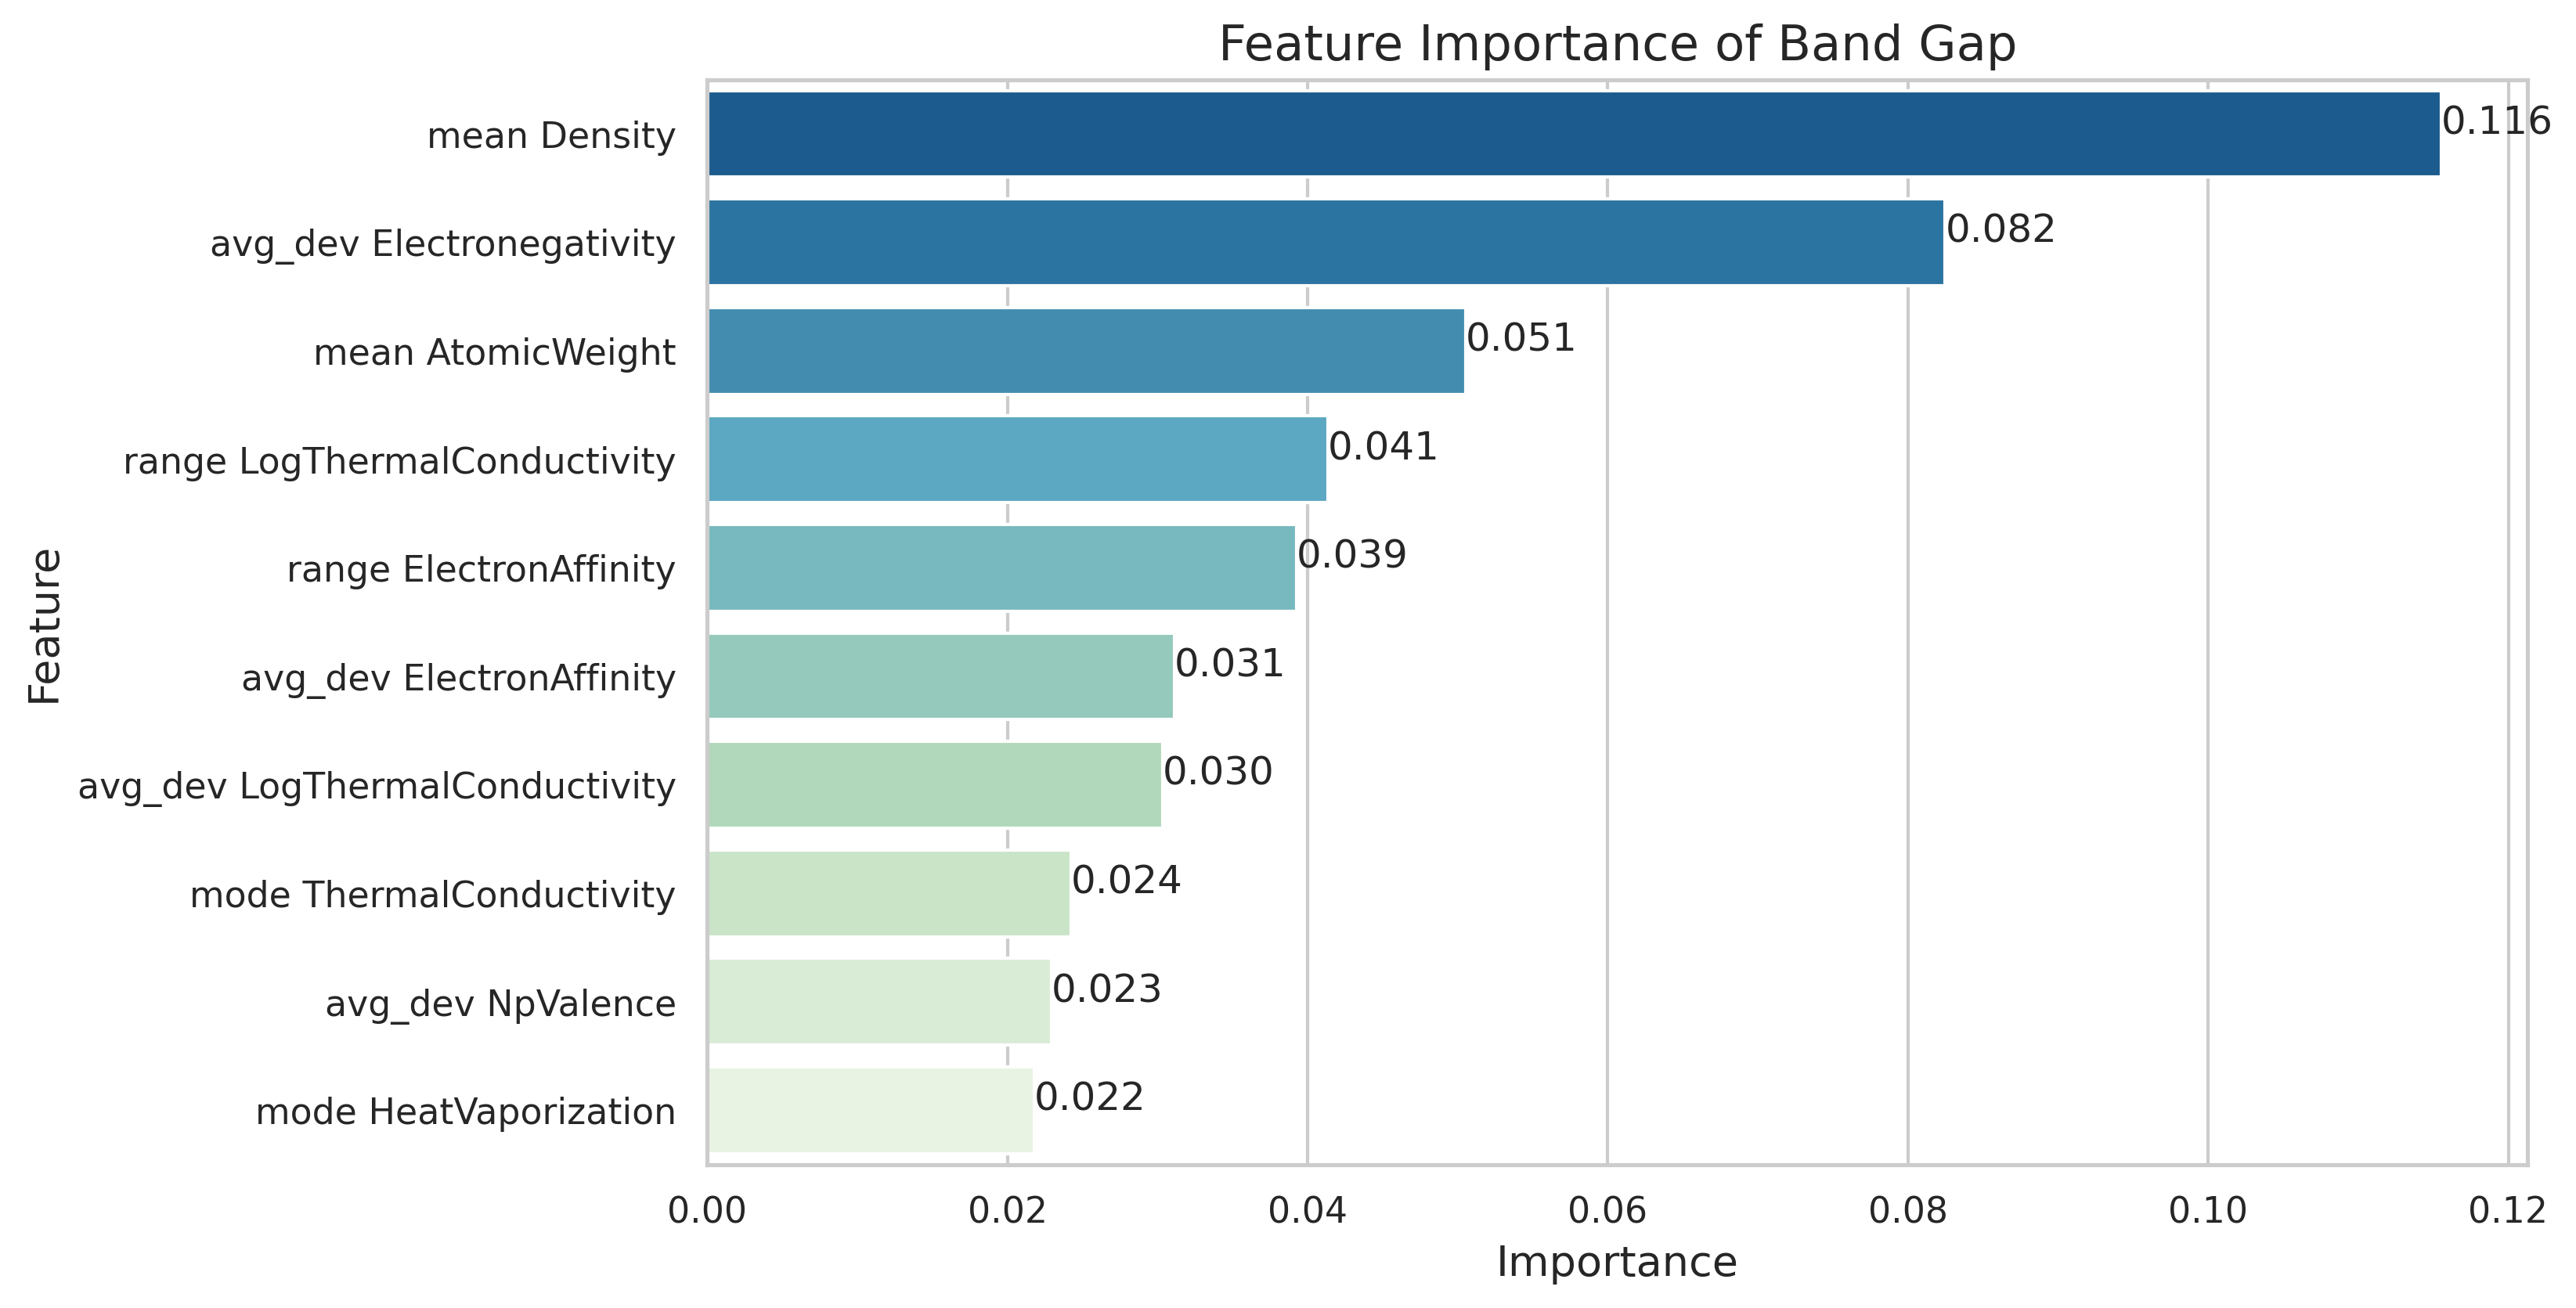 Feature Importance of Band Gap
mean Density
0.116
avg_dev Electronegativity
0.082
mean AtomicWeight
0.051
range LogThermalConductivity
0.041
range ElectronAffinity
0.039
avg_dev ElectronAffinity
0.031
avg_dev LogThermalConductivity
0.030
mode ThermalConductivity
0.024
avg_dev NpValence
0.023
mode HeatVaporization
0.022
Feature
0.00 0.02 0.04 0.06 0.08 0.10 0.12
Importance